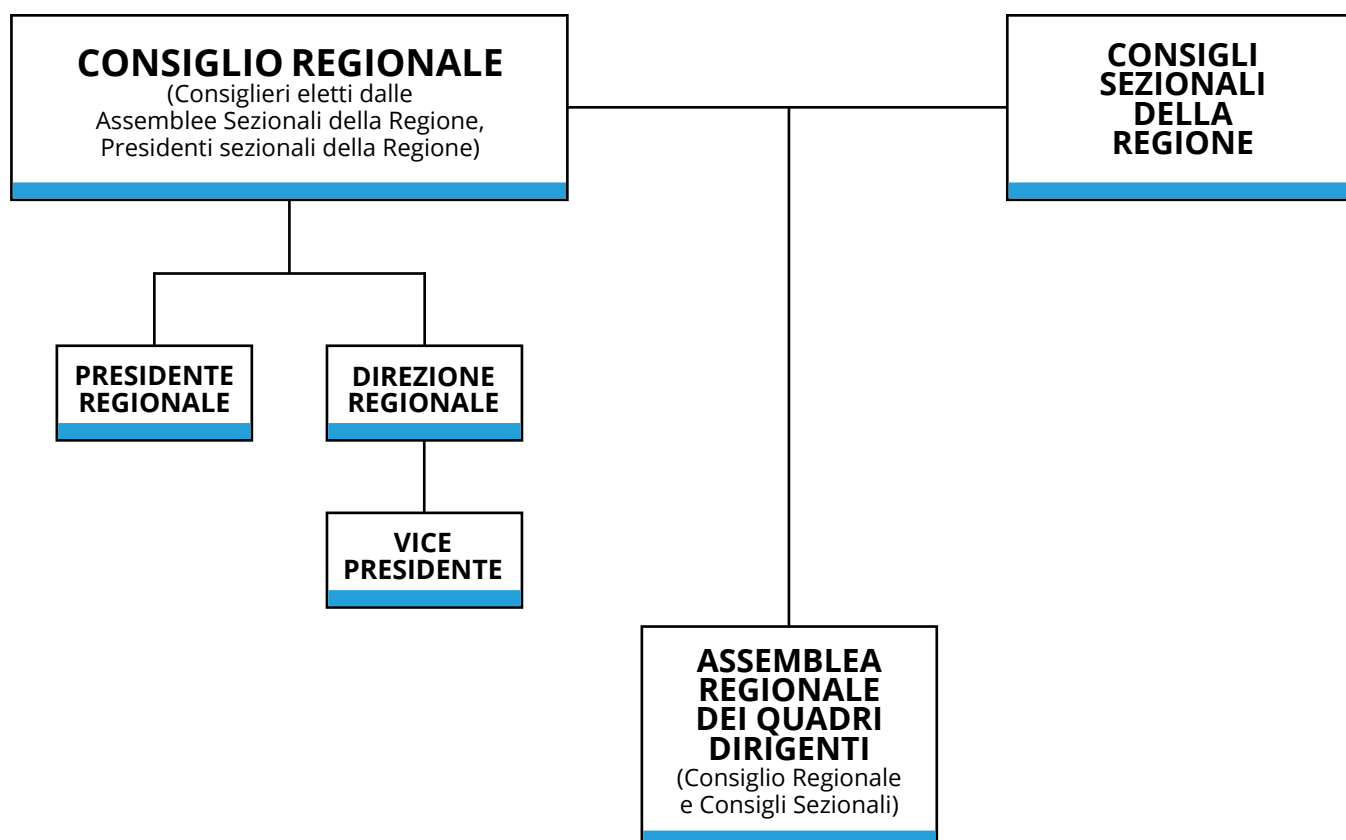 CONSIGLIO REGIONALE
(Consiglieri eletti dalle
Assemblee Sezionali della Regione,
Presidenti sezionali della Regione)
CONSIGLI
SEZIONALI
DELLA
REGIONE
PRESIDENTE
REGIONALE
DIREZIONE
REGIONALE
VICE
PRESIDENTE
ASSEMBLEA
REGIONALE
DEI QUADRI
DIRIGENTI
(Consiglio Regionale
e Consigli Sezionali)